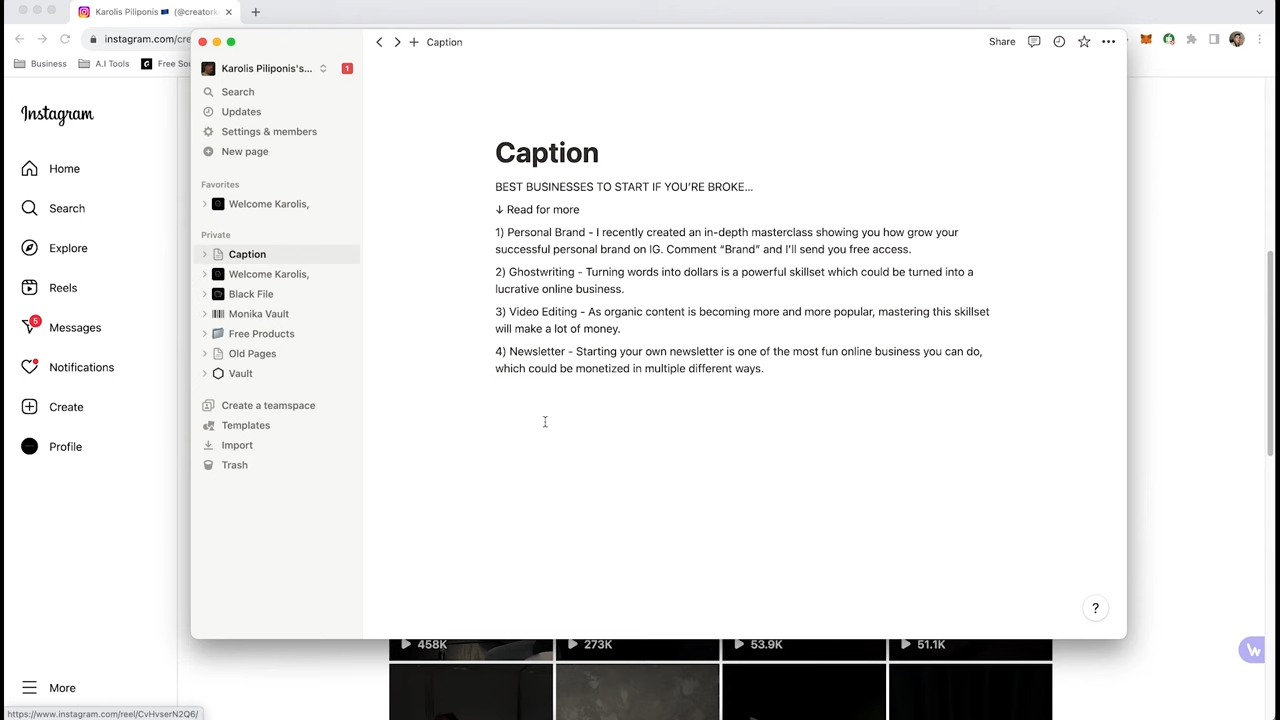 Karolis Piliponis 🇪🇺 (@creatork
instagram.com/cre
Business
A.I Tools
Free Soc
Instagram
Home
Search
Explore
Reels
5
Messages
Notifications
Create
Profile
More
https://www.instagram.com/reel/CvHvserN2Q6/
Karolis Piliponis's...
1
Search
Updates
Settings & members
New page
Favorites
Welcome Karolis,
Private
Caption
Welcome Karolis,
Black File
Monika Vault
Free Products
Old Pages
Vault
Create a teamspace
Templates
Import
Trash
Caption
Share
Caption
BEST BUSINESSES TO START IF YOU'RE BROKE...
↓ Read for more
1) Personal Brand - I recently created an in-depth masterclass showing you how grow your
successful personal brand on IG. Comment “Brand” and I'll send you free access.
2) Ghostwriting - Turning words into dollars is a powerful skillset which could be turned into a
lucrative online business.
3) Video Editing - As organic content is becoming more and more popular, mastering this skillset
will make a lot of money.
4) Newsletter - Starting your own newsletter is one of the most fun online business you can do,
which could be monetized in multiple different ways.
?
458K
273K
53.9K
51.1K